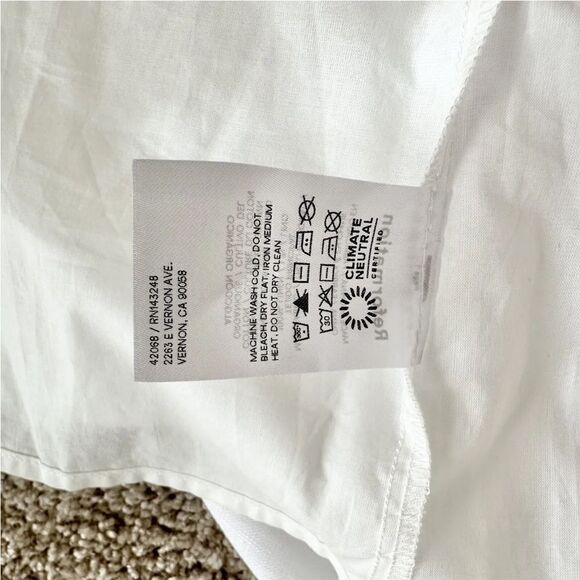 42068 / RN143248
2263 E VERNON AVE.
VERNON, CA 90058
MACHINE WASH COLD, DO NOT
BLEACH, DRY FLAT, IRON MEDIUM
HEAT, DO NOT DRY CLEAN
30
CLIMATE
NEUTRAL
CERTIFIED
Reformation